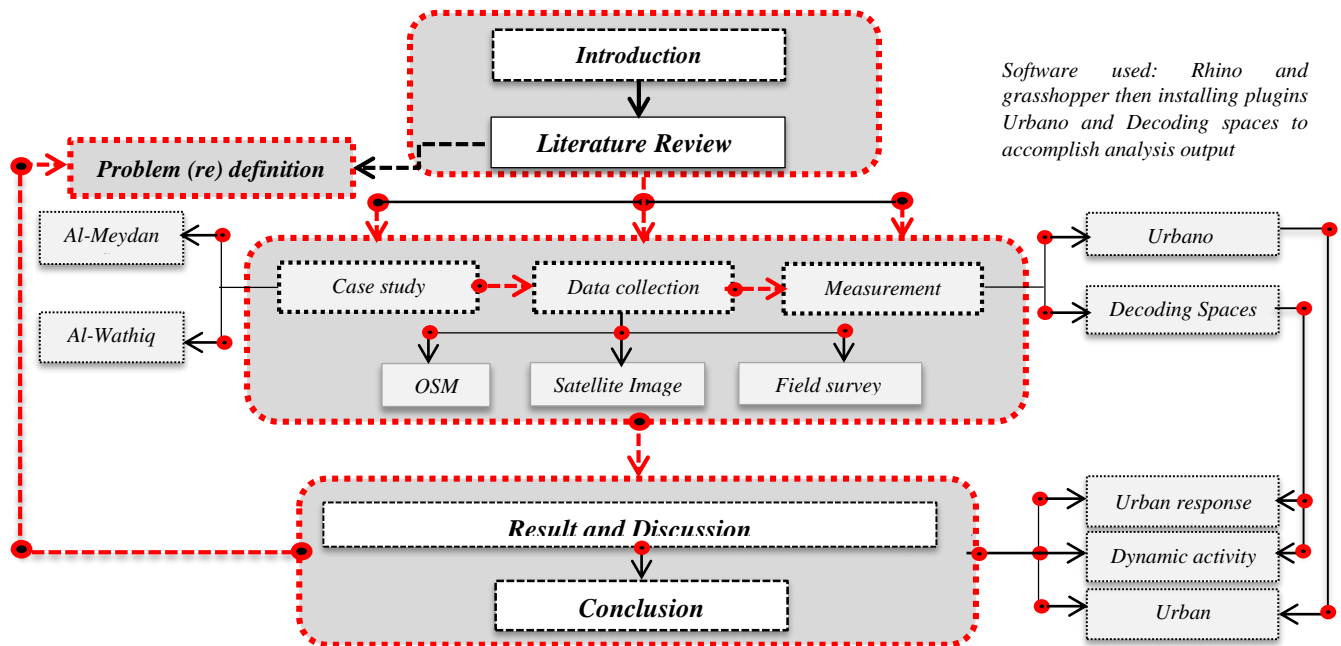 Introduction
Literature Review
Software used: Rhino and
grasshopper then installing plugins
Urbano and Decoding spaces to
accomplish analysis output
Problem (re) definition
Al-Meydan
Al-Wathiq
Case study
Data collection
Measurement
Urbano
Decoding Spaces
OSM
Satellite Image
Field survey
Result and Discussion
Conclusion
Urban response
Dynamic activity
Urban